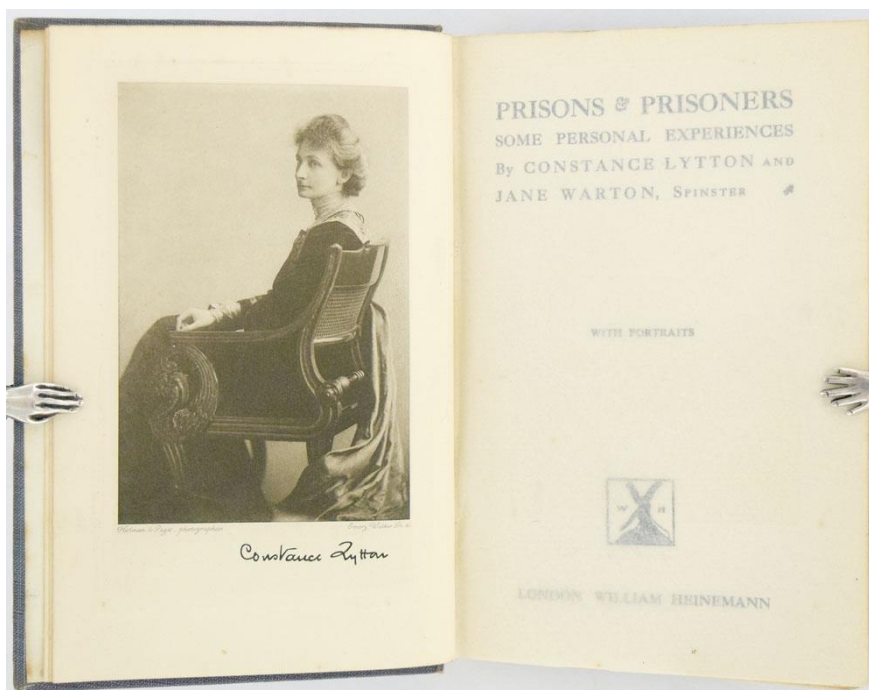 photographer
Constance Lytton
PRISONS & PRISONERS
SOME PERSONAL EXPERIENCES
By CONSTANCE LYTTON AND
JANE WARTON, SPINSTER
WITH PORTRAITS
W H
LONDON WILLIAM HEINEMANN